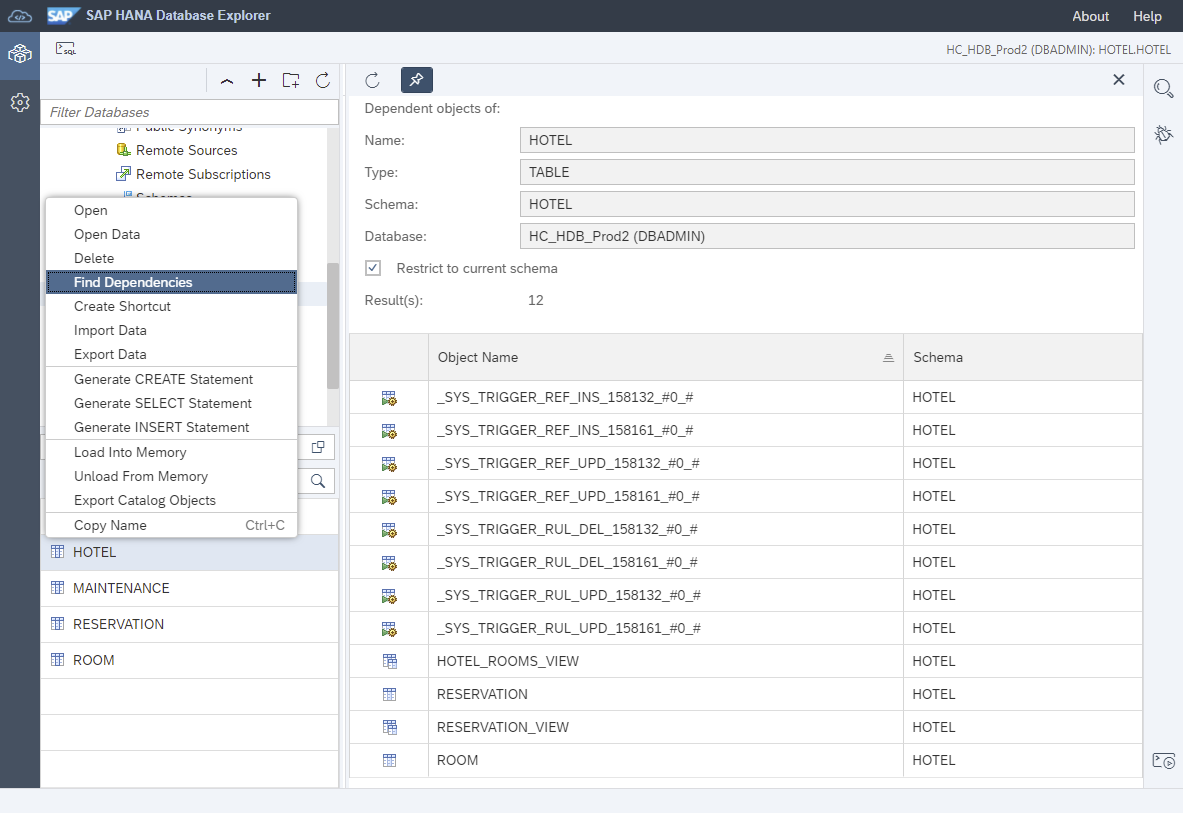 SAP SAP HANA Database Explorer
About Help
SQL
HC_HDB_Prod2 (DBADMIN): HOTEL.HOTEL
Filter Databases
Public Synonyms
Remote Sources
Remote Subscriptions
Schemas
Open
Open Data
Delete
Find Dependencies
Create Shortcut
Import Data
Export Data
Generate CREATE Statement
Generate SELECT Statement
Generate INSERT Statement
Load Into Memory
Unload From Memory
Export Catalog Objects
Copy Name Ctrl+C
HOTEL
MAINTENANCE
RESERVATION
ROOM
Dependent objects of:
Name: HOTEL
Type: TABLE
Schema: HOTEL
Database: HC_HDB_Prod2 (DBADMIN)
Restrict to current schema
Result(s): 12
Object Name Schema
_SYS_TRIGGER_REF_INS_158132_#0_# HOTEL
_SYS_TRIGGER_REF_INS_158161_#0_# HOTEL
_SYS_TRIGGER_REF_UPD_158132_#0_# HOTEL
_SYS_TRIGGER_REF_UPD_158161_#0_# HOTEL
_SYS_TRIGGER_RUL_DEL_158132_#0_# HOTEL
_SYS_TRIGGER_RUL_DEL_158161_#0_# HOTEL
_SYS_TRIGGER_RUL_UPD_158132_#0_# HOTEL
_SYS_TRIGGER_RUL_UPD_158161_#0_# HOTEL
HOTEL_ROOMS_VIEW HOTEL
RESERVATION HOTEL
RESERVATION_VIEW HOTEL
ROOM HOTEL